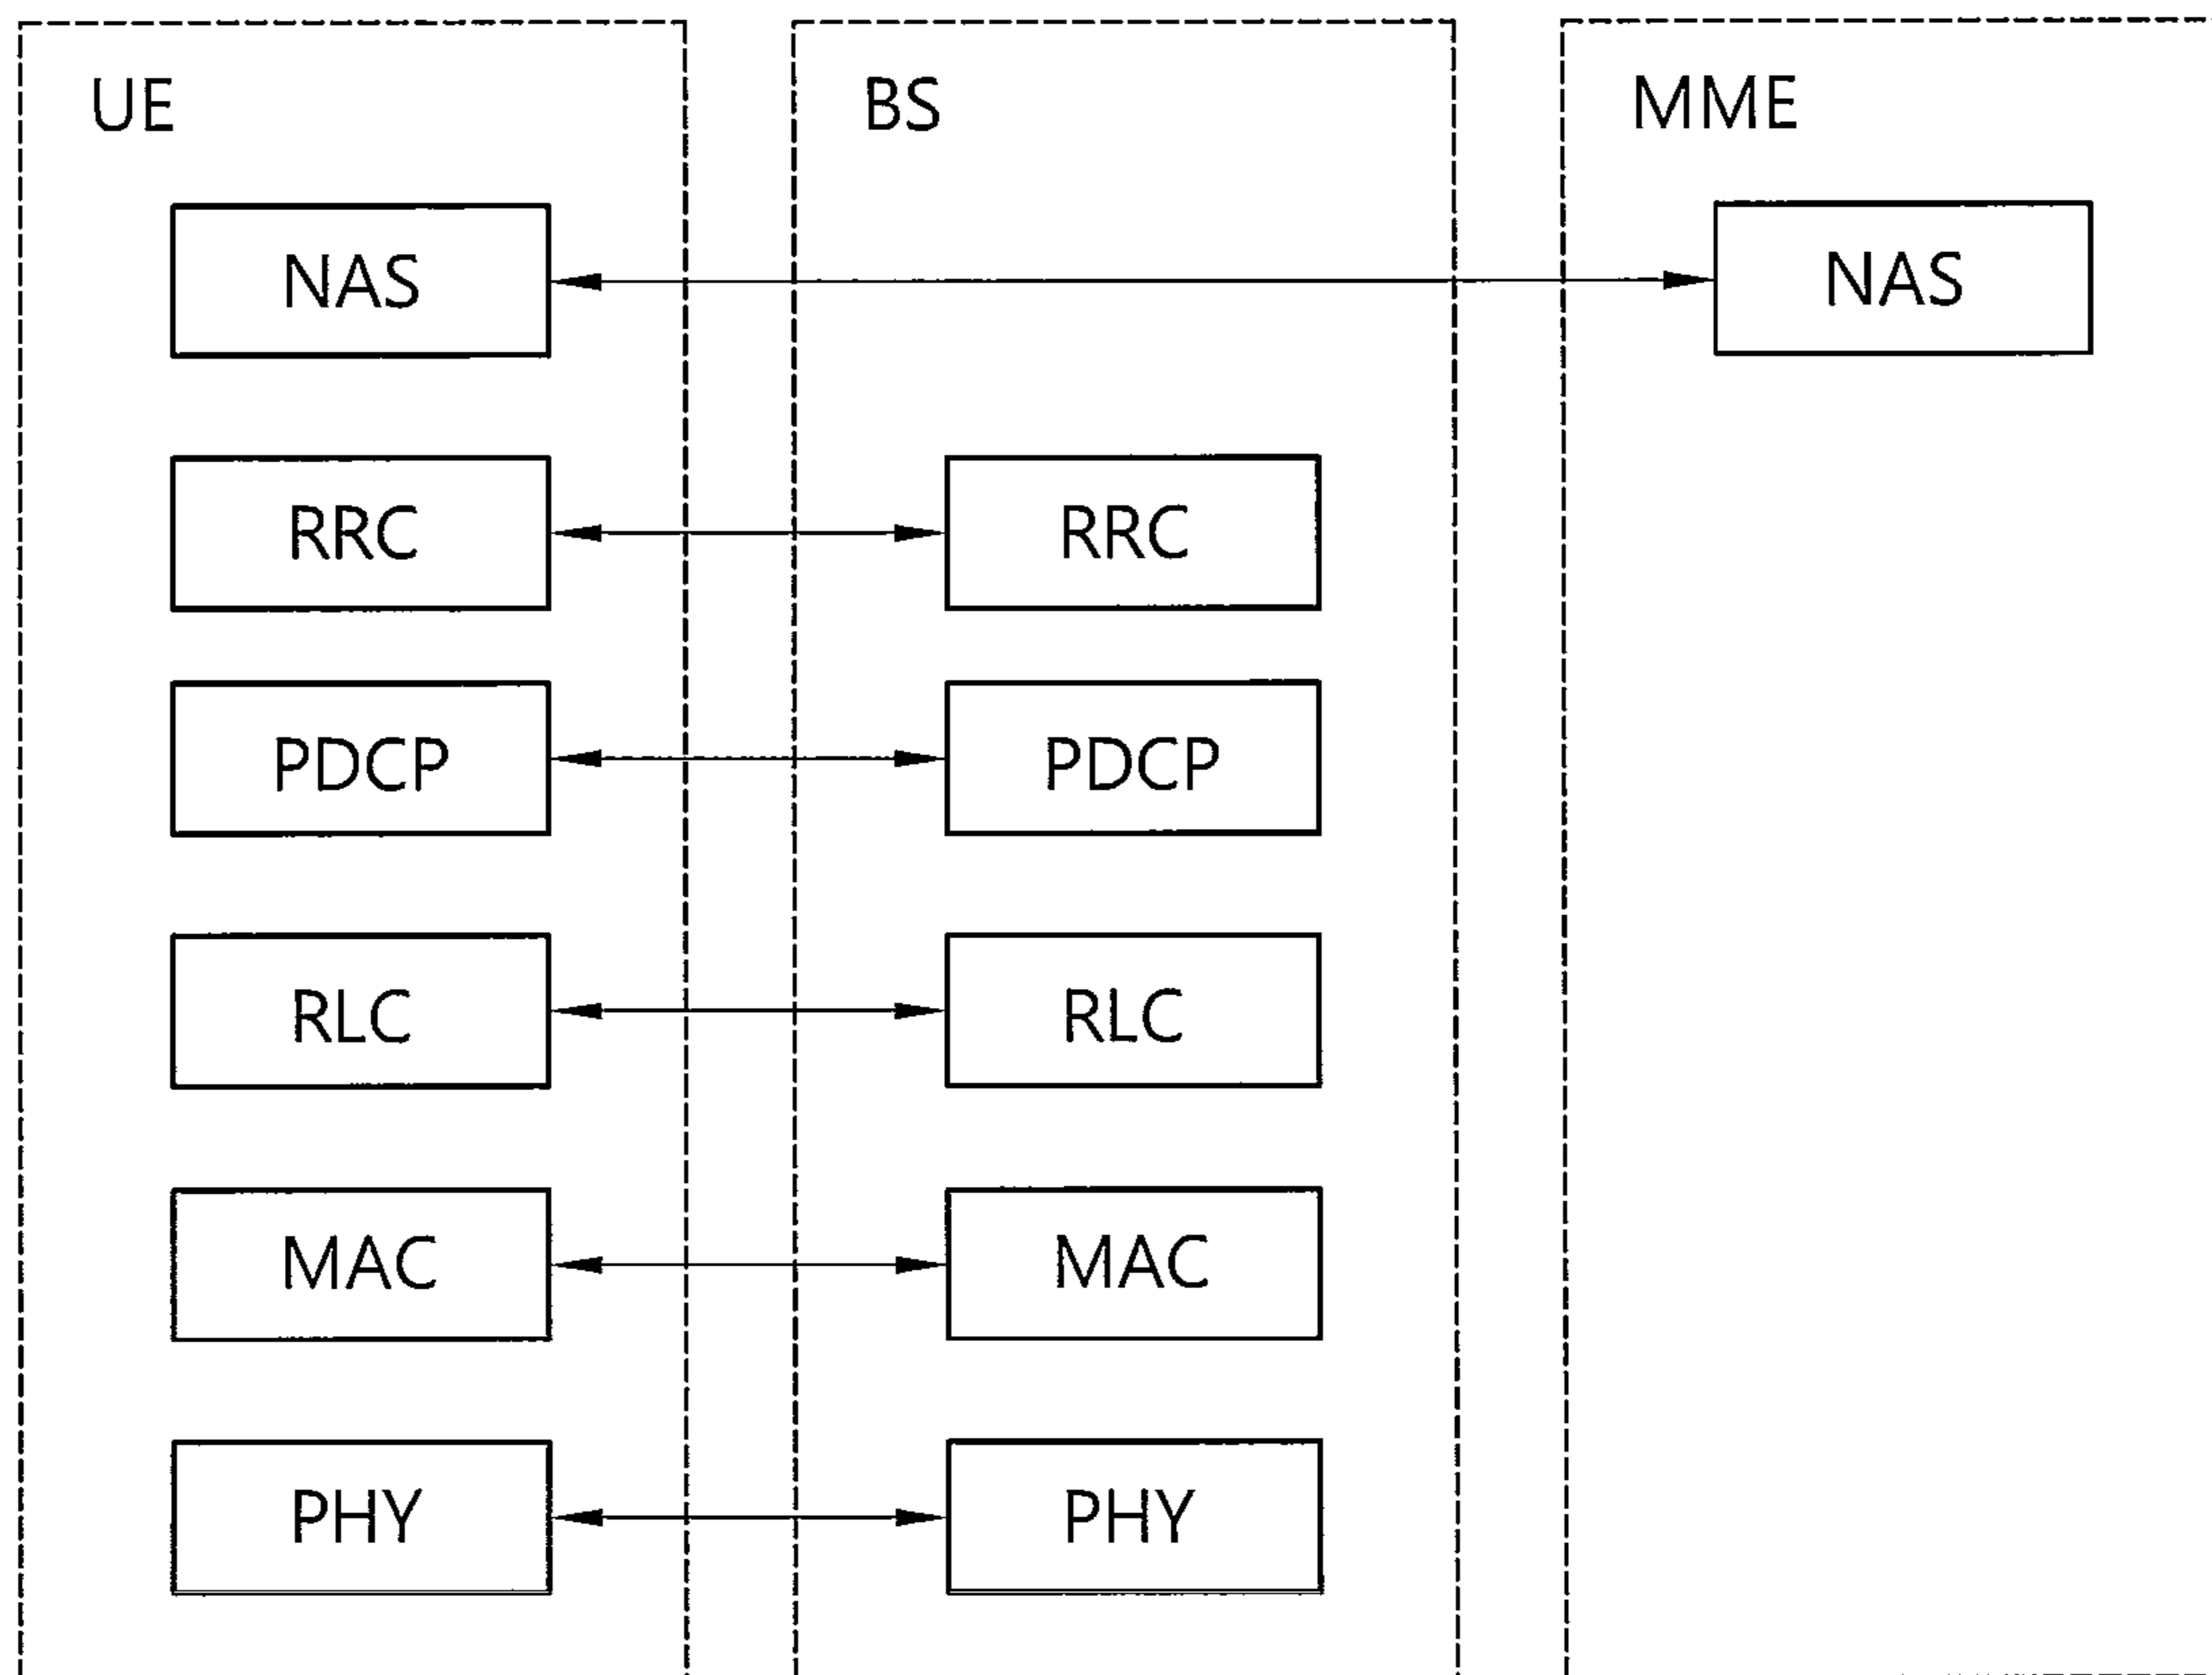 UE BS MME
NAS NAS
RRC RRC
PDCP PDCP
RLC RLC
MAC MAC
PHY PHY